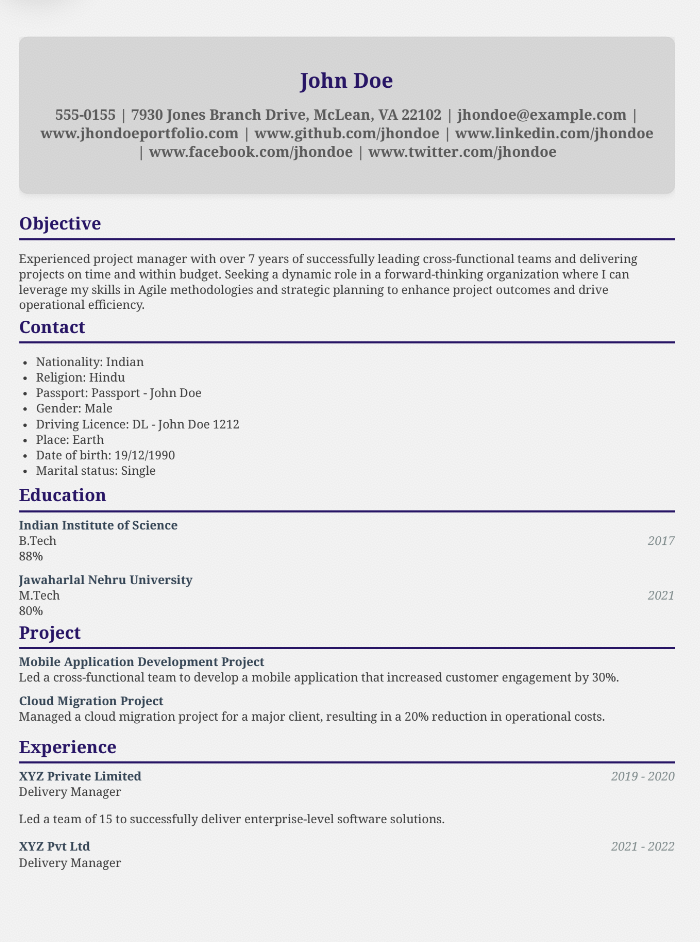 John Doe
555-0155 | 7930 Jones Branch Drive, McLean, VA 22102 | jhondoe@example.com |
www.jhondoeportfolio.com | www.github.com/jhondoe | www.linkedin.com/jhondoe
| www.facebook.com/jhondoe | www.twitter.com/jhondoe
Objective
Experienced project manager with over 7 years of successfully leading cross-functional teams and delivering
projects on time and within budget. Seeking a dynamic role in a forward-thinking organization where I can
leverage my skills in Agile methodologies and strategic planning to enhance project outcomes and drive
operational efficiency.
Contact
• Nationality: Indian
• Religion: Hindu
• Passport: Passport - John Doe
• Gender: Male
• Driving Licence: DL - John Doe 1212
• Place: Earth
• Date of birth: 19/12/1990
• Marital status: Single
Education
Indian Institute of Science
B.Tech 2017
88%
Jawaharlal Nehru University
M.Tech 2021
80%
Project
Mobile Application Development Project
Led a cross-functional team to develop a mobile application that increased customer engagement by 30%.
Cloud Migration Project
Managed a cloud migration project for a major client, resulting in a 20% reduction in operational costs.
Experience
XYZ Private Limited 2019 - 2020
Delivery Manager
Led a team of 15 to successfully deliver enterprise-level software solutions.
XYZ Pvt Ltd 2021 - 2022
Delivery Manager